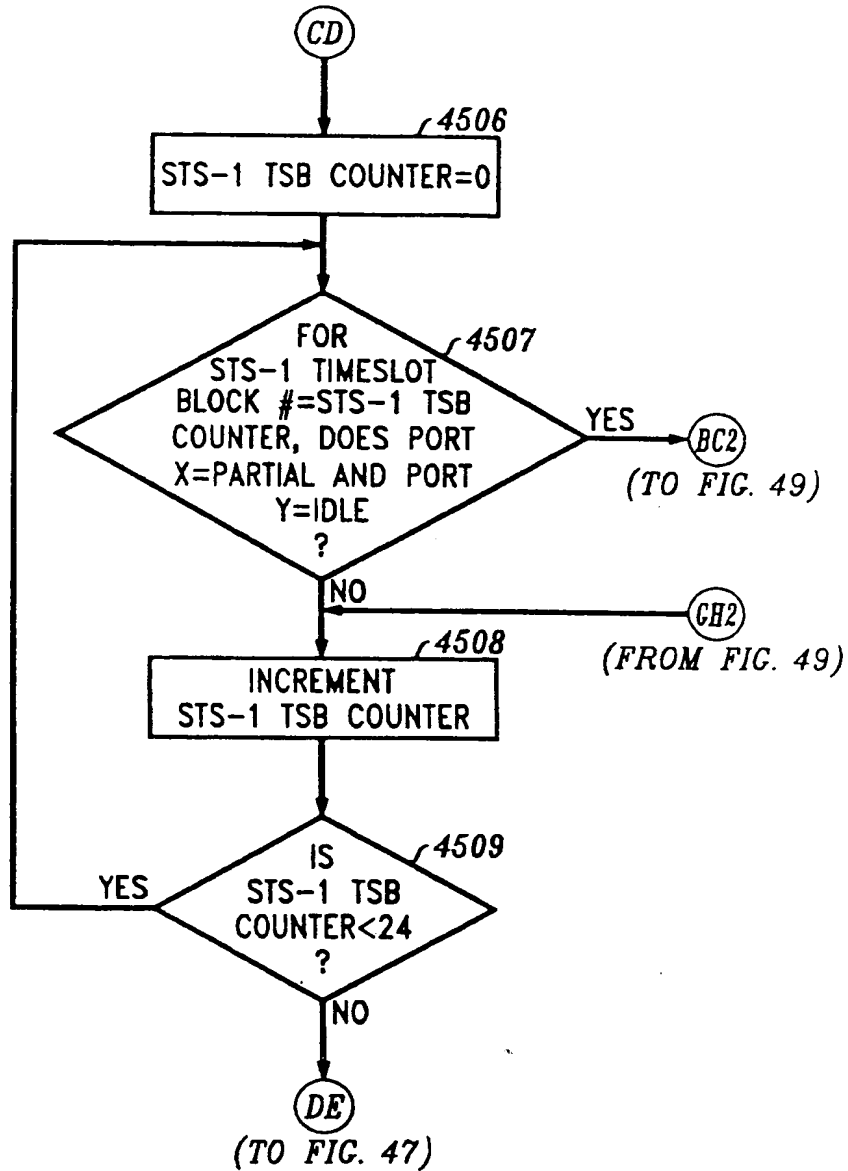 CD
4506
STS-1 TSB COUNTER=0
FOR
4507
STS-1 TIMESLOT
BLOCK #=STS-1 TSB
COUNTER, DOES PORT
X=PARTIAL AND PORT
Y=IDLE
?
YES
BC2
(TO FIG. 49)
NO
GH2
(FROM FIG. 49)
4508
INCREMENT
STS-1 TSB COUNTER
4509
IS
STS-1 TSB
COUNTER<24
?
YES
NO
DE
(TO FIG. 47)